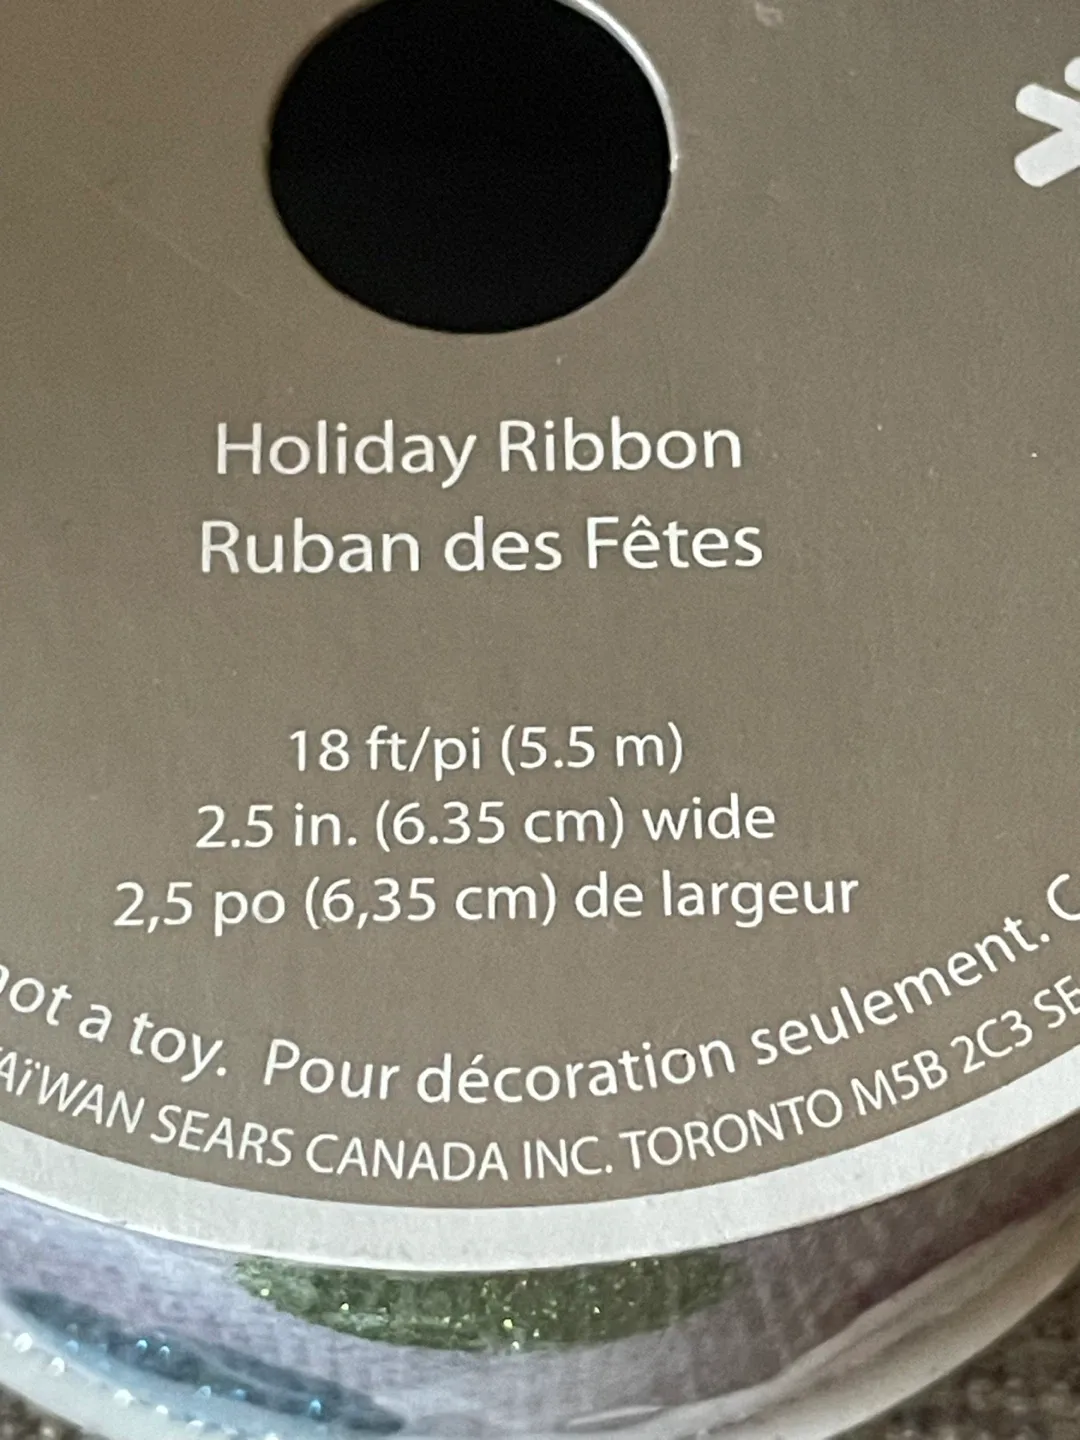 Holiday Ribbon
Ruban des Fêtes
18 ft/pi (5.5 m)
2.5 in. (6.35 cm) wide
2,5 po (6,35 cm) de largeur
not a toy. Pour décoration seulement.
TAïWAN SEARS CANADA INC. TORONTO M5B 2C3